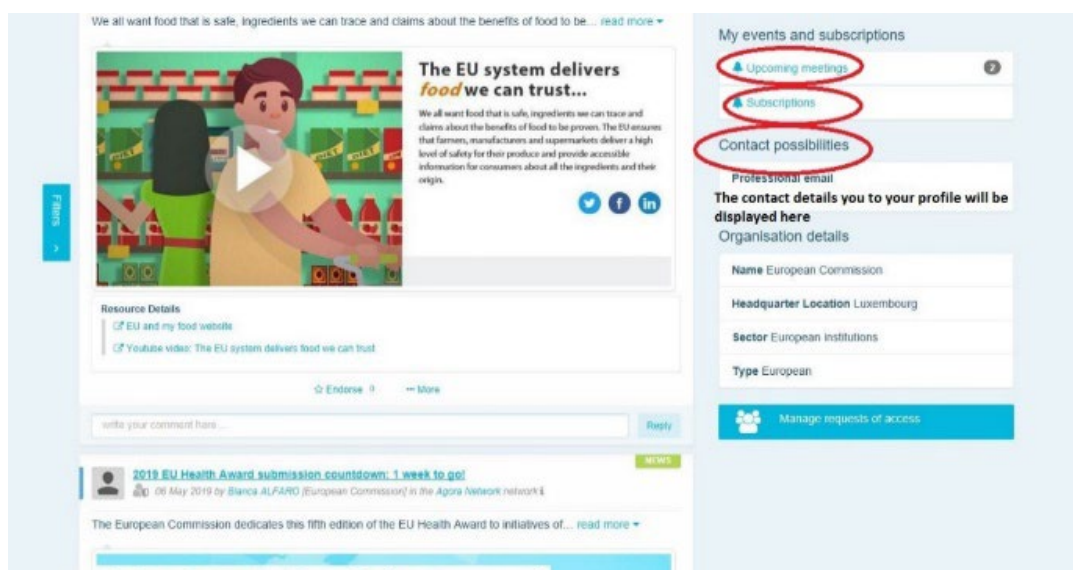 We all want food that is safe, ingredients we can trace and claims about the benefits of food to be... read more
The EU system delivers
food we can trust...
We all want food that is safe, ingredients we can trace and
claims about the benefits of food to be proven. The EU ensures
that farmers, manufacturers and supermarkets deliver a high
level of safety for their produce and provide accessible
information for consumers about all the ingredients and their
origin.
DIET
Filters
Resource Details
EU and my food website
Youtube video: The EU system delivers food we can trust
Endorse 0
More
write your comment here ...
Reply
NEWS
2019 EU Health Award submission countdown: 1 week to go!
06 May 2019 by Bianca ALFARO [European Commission] in the Agora Network network
The European Commission dedicates this fifth edition of the EU Health Award to initiatives of... read more
My events and subscriptions
Upcoming meetings
Subscriptions
Contact possibilities
Professional email
The contact details you to your profile will be
displayed here
Organisation details
Name European Commission
Headquarter Location Luxembourg
Sector European institutions
Type European
Manage requests of access